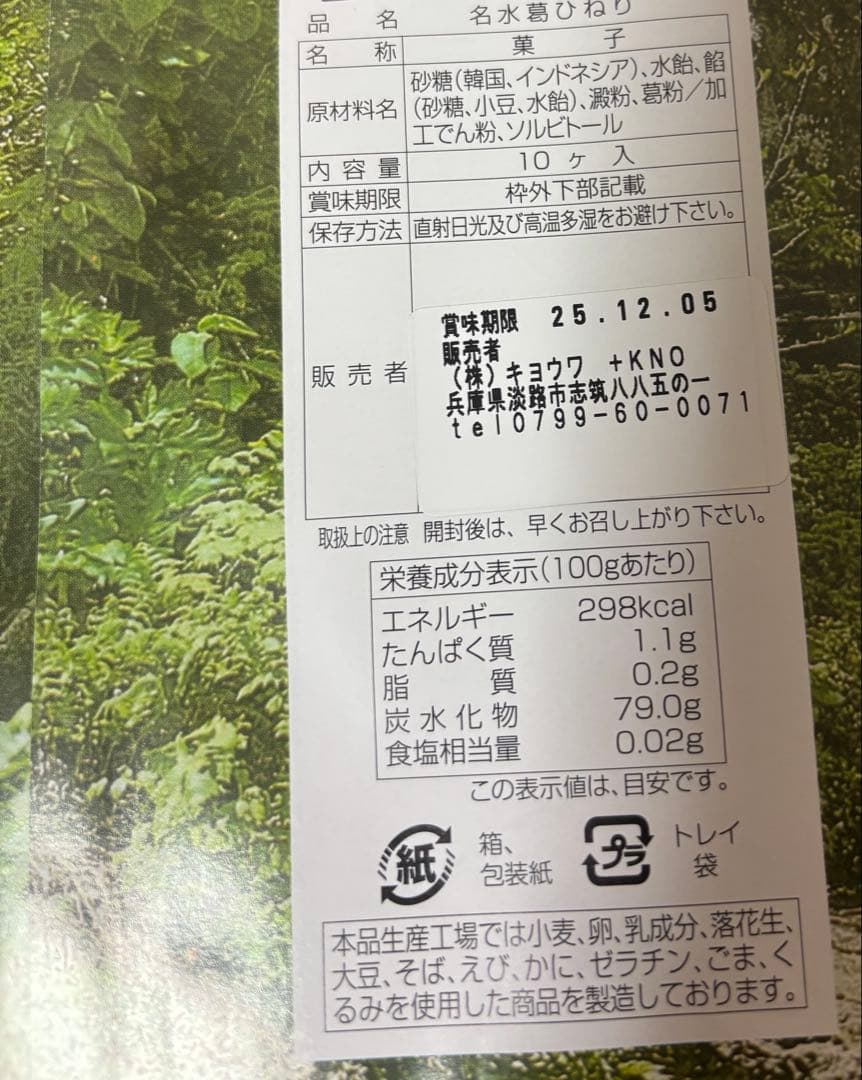 品名 名水葛ひねり
名称 菓子
原材料名 砂糖(韓国、インドネシア)、水飴、餡
(砂糖、小豆、水飴)、澱粉、葛粉/加
工でん粉、ソルビトール
内容量 10ヶ入
賞味期限 枠外下部記載
保存方法 直射日光及び高温多湿をお避け下さい。
販売者
賞味期限 25.12.05
販売者
(株)キョウワ +KNO
兵庫県淡路市志筑八八五の一
tel0799-60-0071
取扱上の注意 開封後は、早くお召し上がり下さい。
栄養成分表示(100gあたり)
エネルギー 298kcal
たんぱく質 1.1g
脂質 0.2g
炭水化物 79.0g
食塩相当量 0.02g
この表示値は、目安です。
紙 箱、
包装紙
プラ トレイ
袋
本品生産工場では小麦、卵、乳成分、落花生、
大豆、そば、えび、かに、ゼラチン、ごま、く
るみを使用した商品を製造しております。